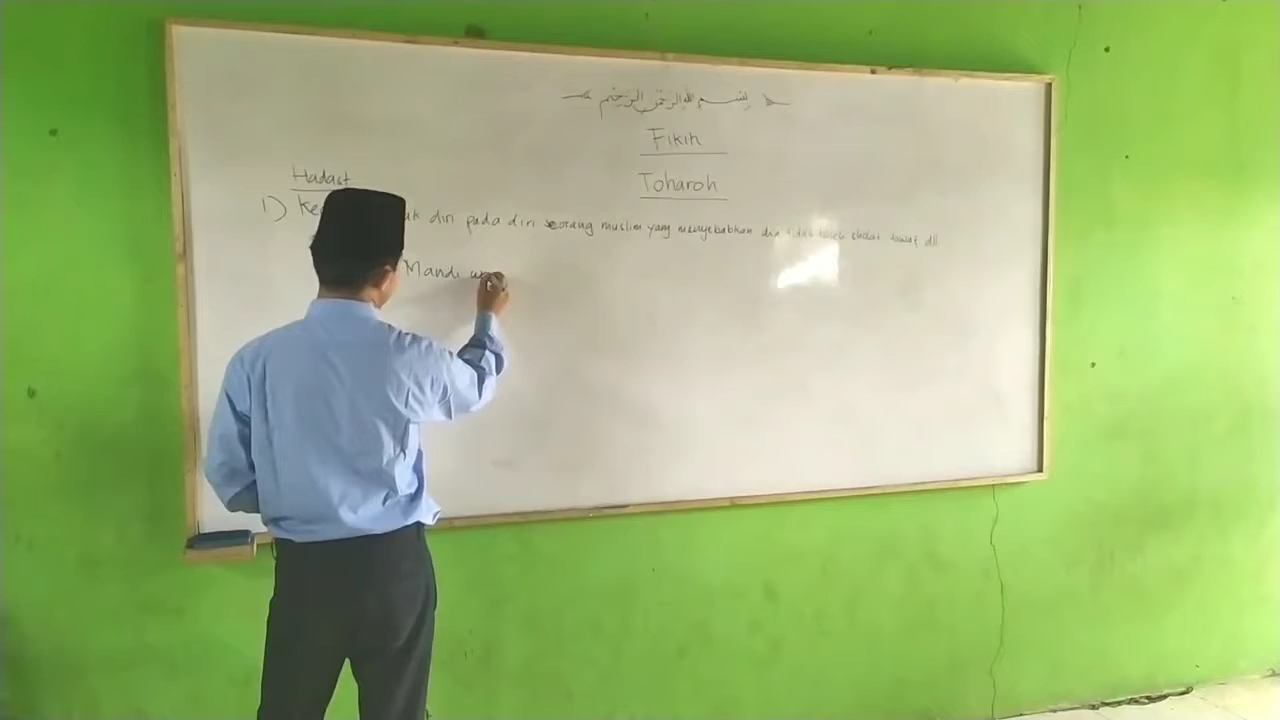 بسم الله الرحمن الرحيم
Fikih
Toharoh
Hadast
1) diri pada diri seorang muslim yang menyebabkan dia tidak boleh sholat tawaf dll
Mandi